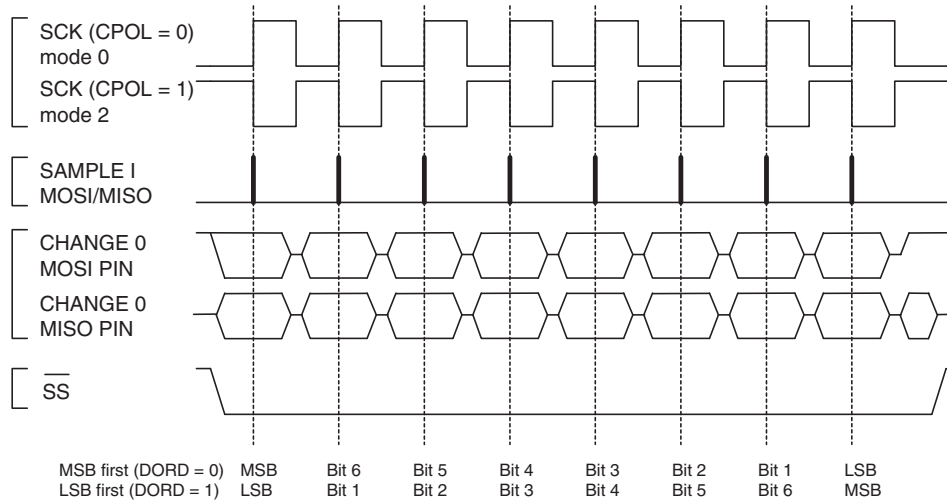 SCK (CPOL = 0)
mode 0
SCK (CPOL = 1)
mode 2
SAMPLE I
MOSI/MISO
CHANGE 0
MOSI PIN
CHANGE 0
MISO PIN
SS
MSB first (DORD = 0) MSB Bit 6 Bit 5 Bit 4 Bit 3 Bit 2 Bit 1 LSB
LSB first (DORD = 1) LSB Bit 1 Bit 2 Bit 3 Bit 4 Bit 5 Bit 6 MSB